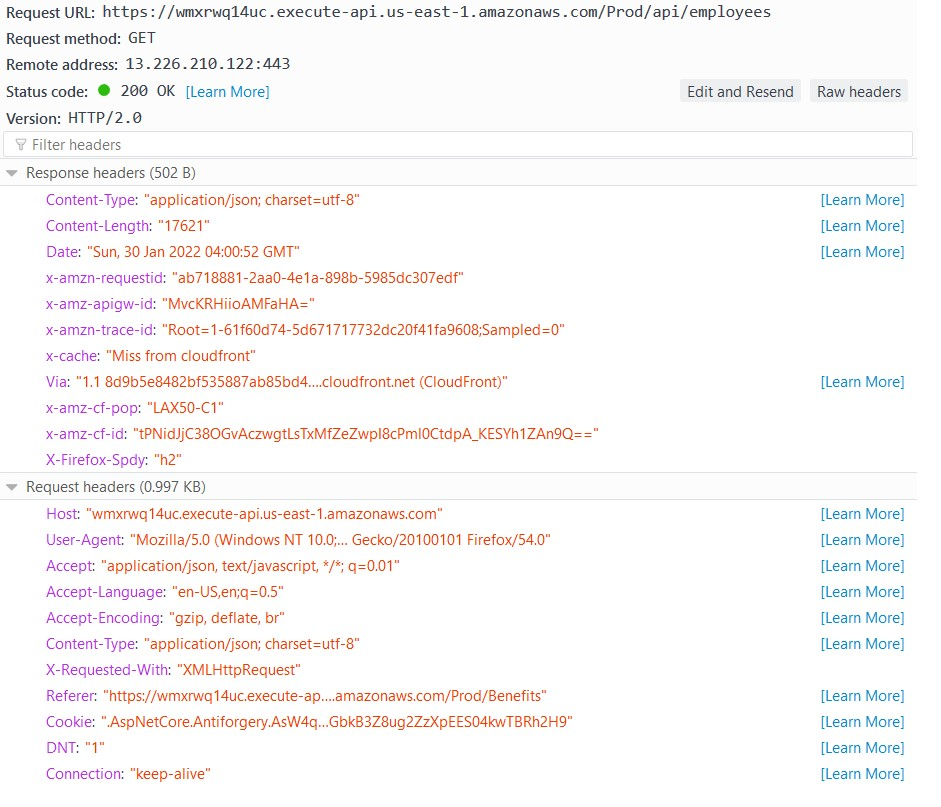 Request URL: https://wmxrwq14uc.execute-api.us-east-1.amazonaws.com/Prod/api/employees
Request method: GET
Remote address: 13.226.210.122:443
Status code: 200 OK [Learn More] Edit and Resend Raw headers
Version: HTTP/2.0
Filter headers
Response headers (502 B)
Content-Type: "application/json; charset=utf-8" [Learn More]
Content-Length: "17621" [Learn More]
Date: "Sun, 30 Jan 2022 04:00:52 GMT" [Learn More]
x-amzn-requestid: "ab718881-2aa0-4e1a-898b-5985dc307edf"
x-amz-apigw-id: "MvcKRHiioAMFaHA="
x-amzn-trace-id: "Root=1-61f60d74-5d671717732dc20f41fa9608;Sampled=0"
x-cache: "Miss from cloudfront"
Via: "1.1 8d9b5e8482bf535887ab85bd4....cloudfront.net (CloudFront)" [Learn More]
x-amz-cf-pop: "LAX50-C1"
x-amz-cf-id: "tPNidJjC38OGvAczwgtLsTxMfZeZwpI8cPmI0CtdpA_KESYh1ZAn9Q=="
X-Firefox-Spdy: "h2"
Request headers (0.997 KB)
Host: "wmxrwq14uc.execute-api.us-east-1.amazonaws.com" [Learn More]
User-Agent: "Mozilla/5.0 (Windows NT 10.0;... Gecko/20100101 Firefox/54.0" [Learn More]
Accept: "application/json, text/javascript, */*; q=0.01" [Learn More]
Accept-Language: "en-US,en;q=0.5" [Learn More]
Accept-Encoding: "gzip, deflate, br" [Learn More]
Content-Type: "application/json; charset=utf-8" [Learn More]
X-Requested-With: "XMLHttpRequest"
Referer: "https://wmxrwq14uc.execute-ap....amazonaws.com/Prod/Benefits" [Learn More]
Cookie: ".AspNetCore.Antiforgery.AsW4q...GbkB3Z8ug2ZzXpEES04kwTBRh2H9" [Learn More]
DNT: "1" [Learn More]
Connection: "keep-alive" [Learn More]